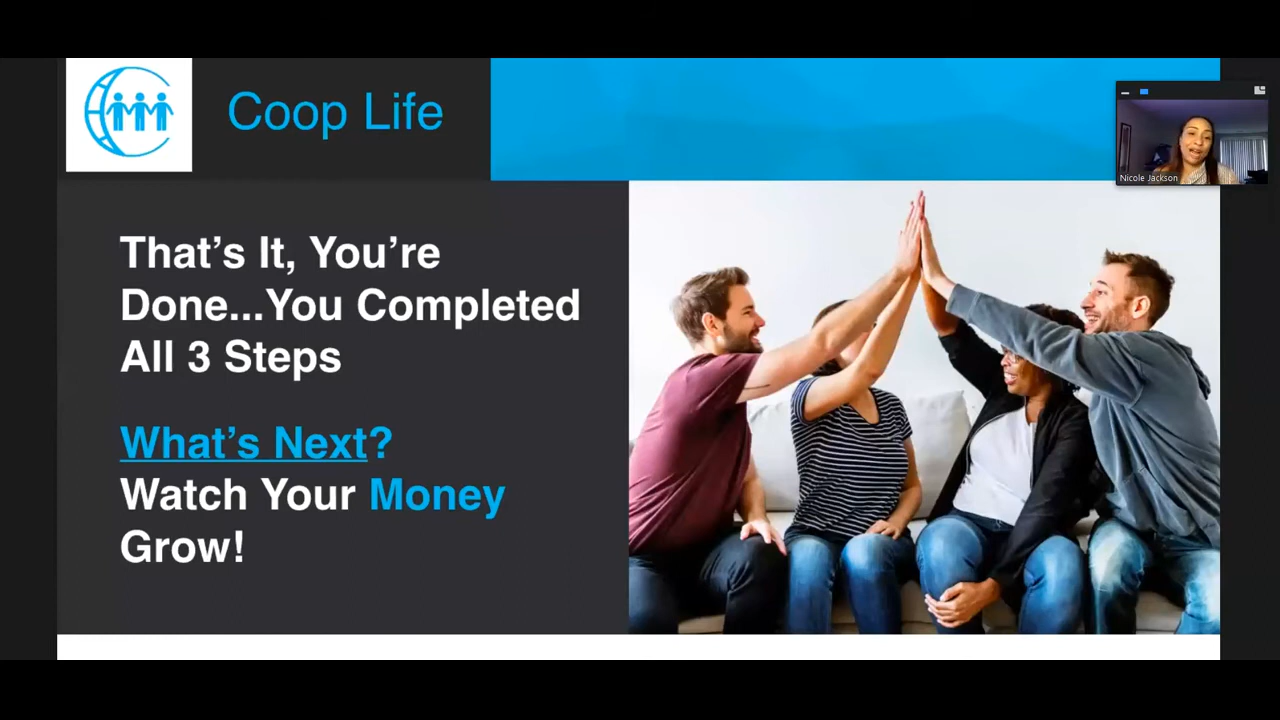 Coop Life
Nicole Jackson
That’s It, You’re
Done...You Completed
All 3 Steps
What’s Next?
Watch Your Money
Grow!